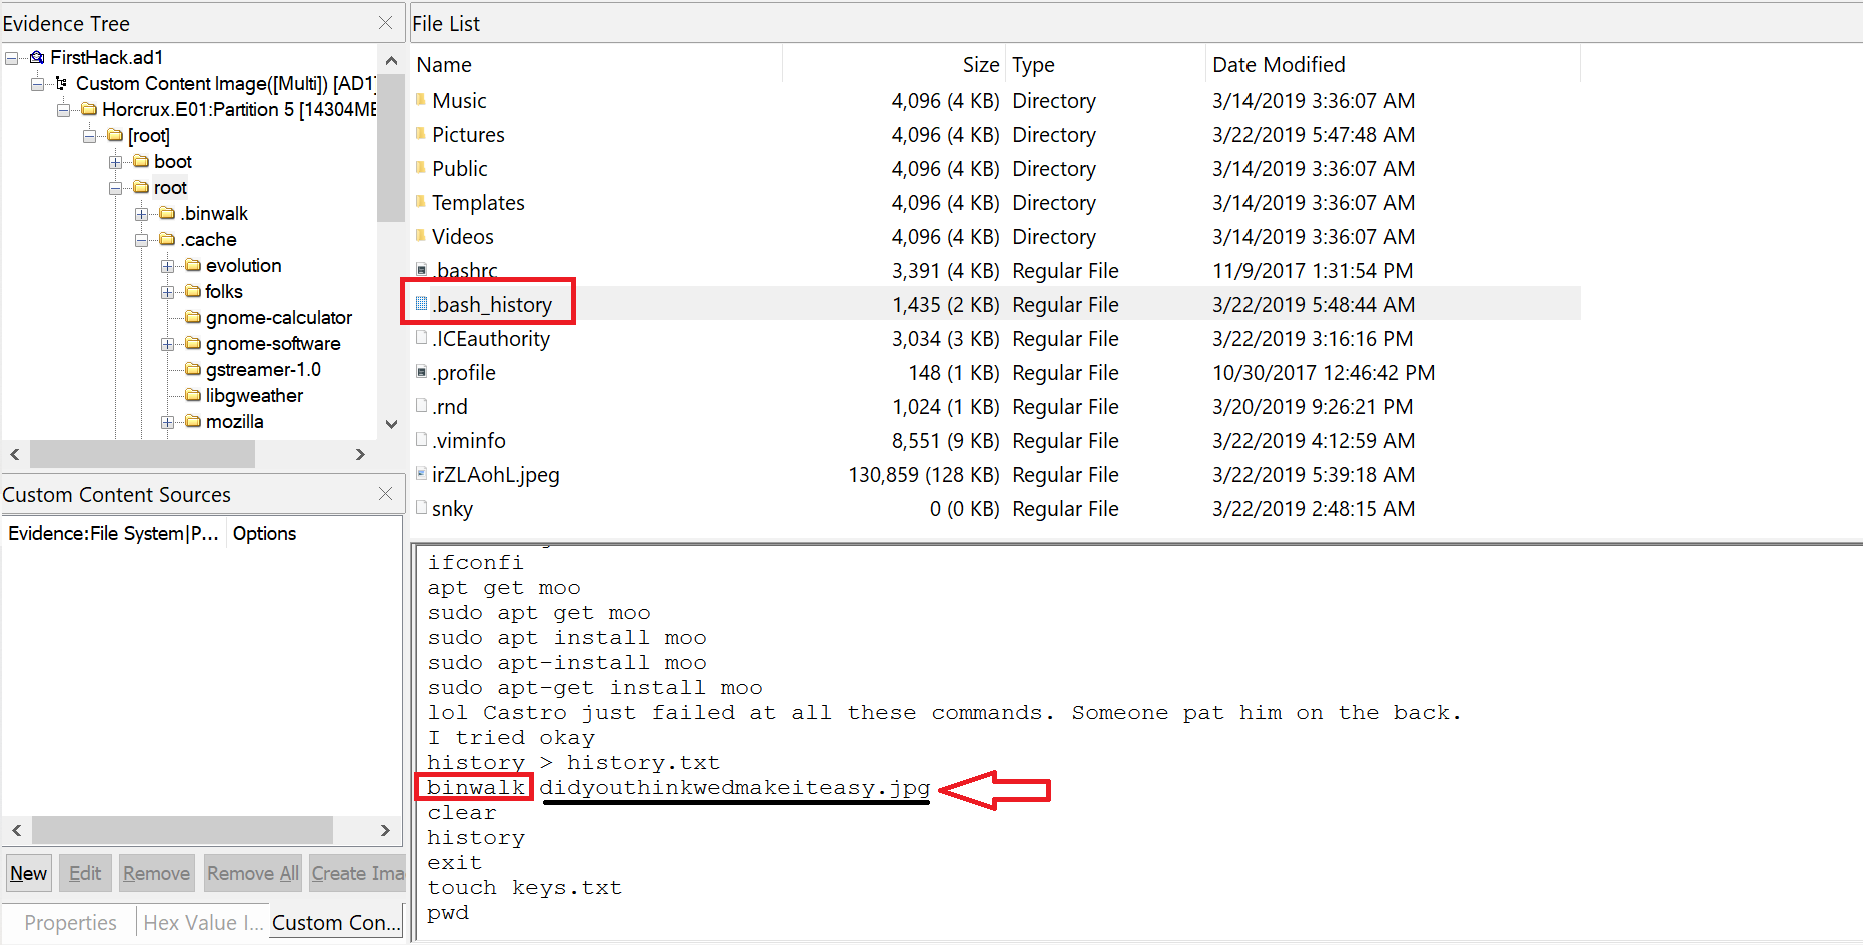 Evidence Tree
FirstHack.ad1
Custom Content Image([Multi]) [AD1]
Horcrux.E01:Partition 5 [14304MB
[root]
boot
root
.binwalk
.cache
evolution
folks
gnome-calculator
gnome-software
gstreamer-1.0
libgweather
mozilla
Custom Content Sources
Evidence:File System|P... Options
New Edit Remove Remove All Create Ima
Properties Hex Value I... Custom Con...
File List
Name Size Type Date Modified
Music 4,096 (4 KB) Directory 3/14/2019 3:36:07 AM
Pictures 4,096 (4 KB) Directory 3/22/2019 5:47:48 AM
Public 4,096 (4 KB) Directory 3/14/2019 3:36:07 AM
Templates 4,096 (4 KB) Directory 3/14/2019 3:36:07 AM
Videos 4,096 (4 KB) Directory 3/14/2019 3:36:07 AM
.bashrc 3,391 (4 KB) Regular File 11/9/2017 1:31:54 PM
.bash_history 1,435 (2 KB) Regular File 3/22/2019 5:48:44 AM
.ICEauthority 3,034 (3 KB) Regular File 3/22/2019 3:16:16 PM
.profile 148 (1 KB) Regular File 10/30/2017 12:46:42 PM
.rnd 1,024 (1 KB) Regular File 3/20/2019 9:26:21 PM
.viminfo 8,551 (9 KB) Regular File 3/22/2019 4:12:59 AM
irZLAohL.jpeg 130,859 (128 KB) Regular File 3/22/2019 5:39:18 AM
snky 0 (0 KB) Regular File 3/22/2019 2:48:15 AM
ifconfi
apt get moo
sudo apt get moo
sudo apt install moo
sudo apt-install moo
sudo apt-get install moo
lol Castro just failed at all these commands. Someone pat him on the back.
I tried okay
history > history.txt
binwalk didyouthinkwedmakeiteasy.jpg
clear
history
exit
touch keys.txt
pwd